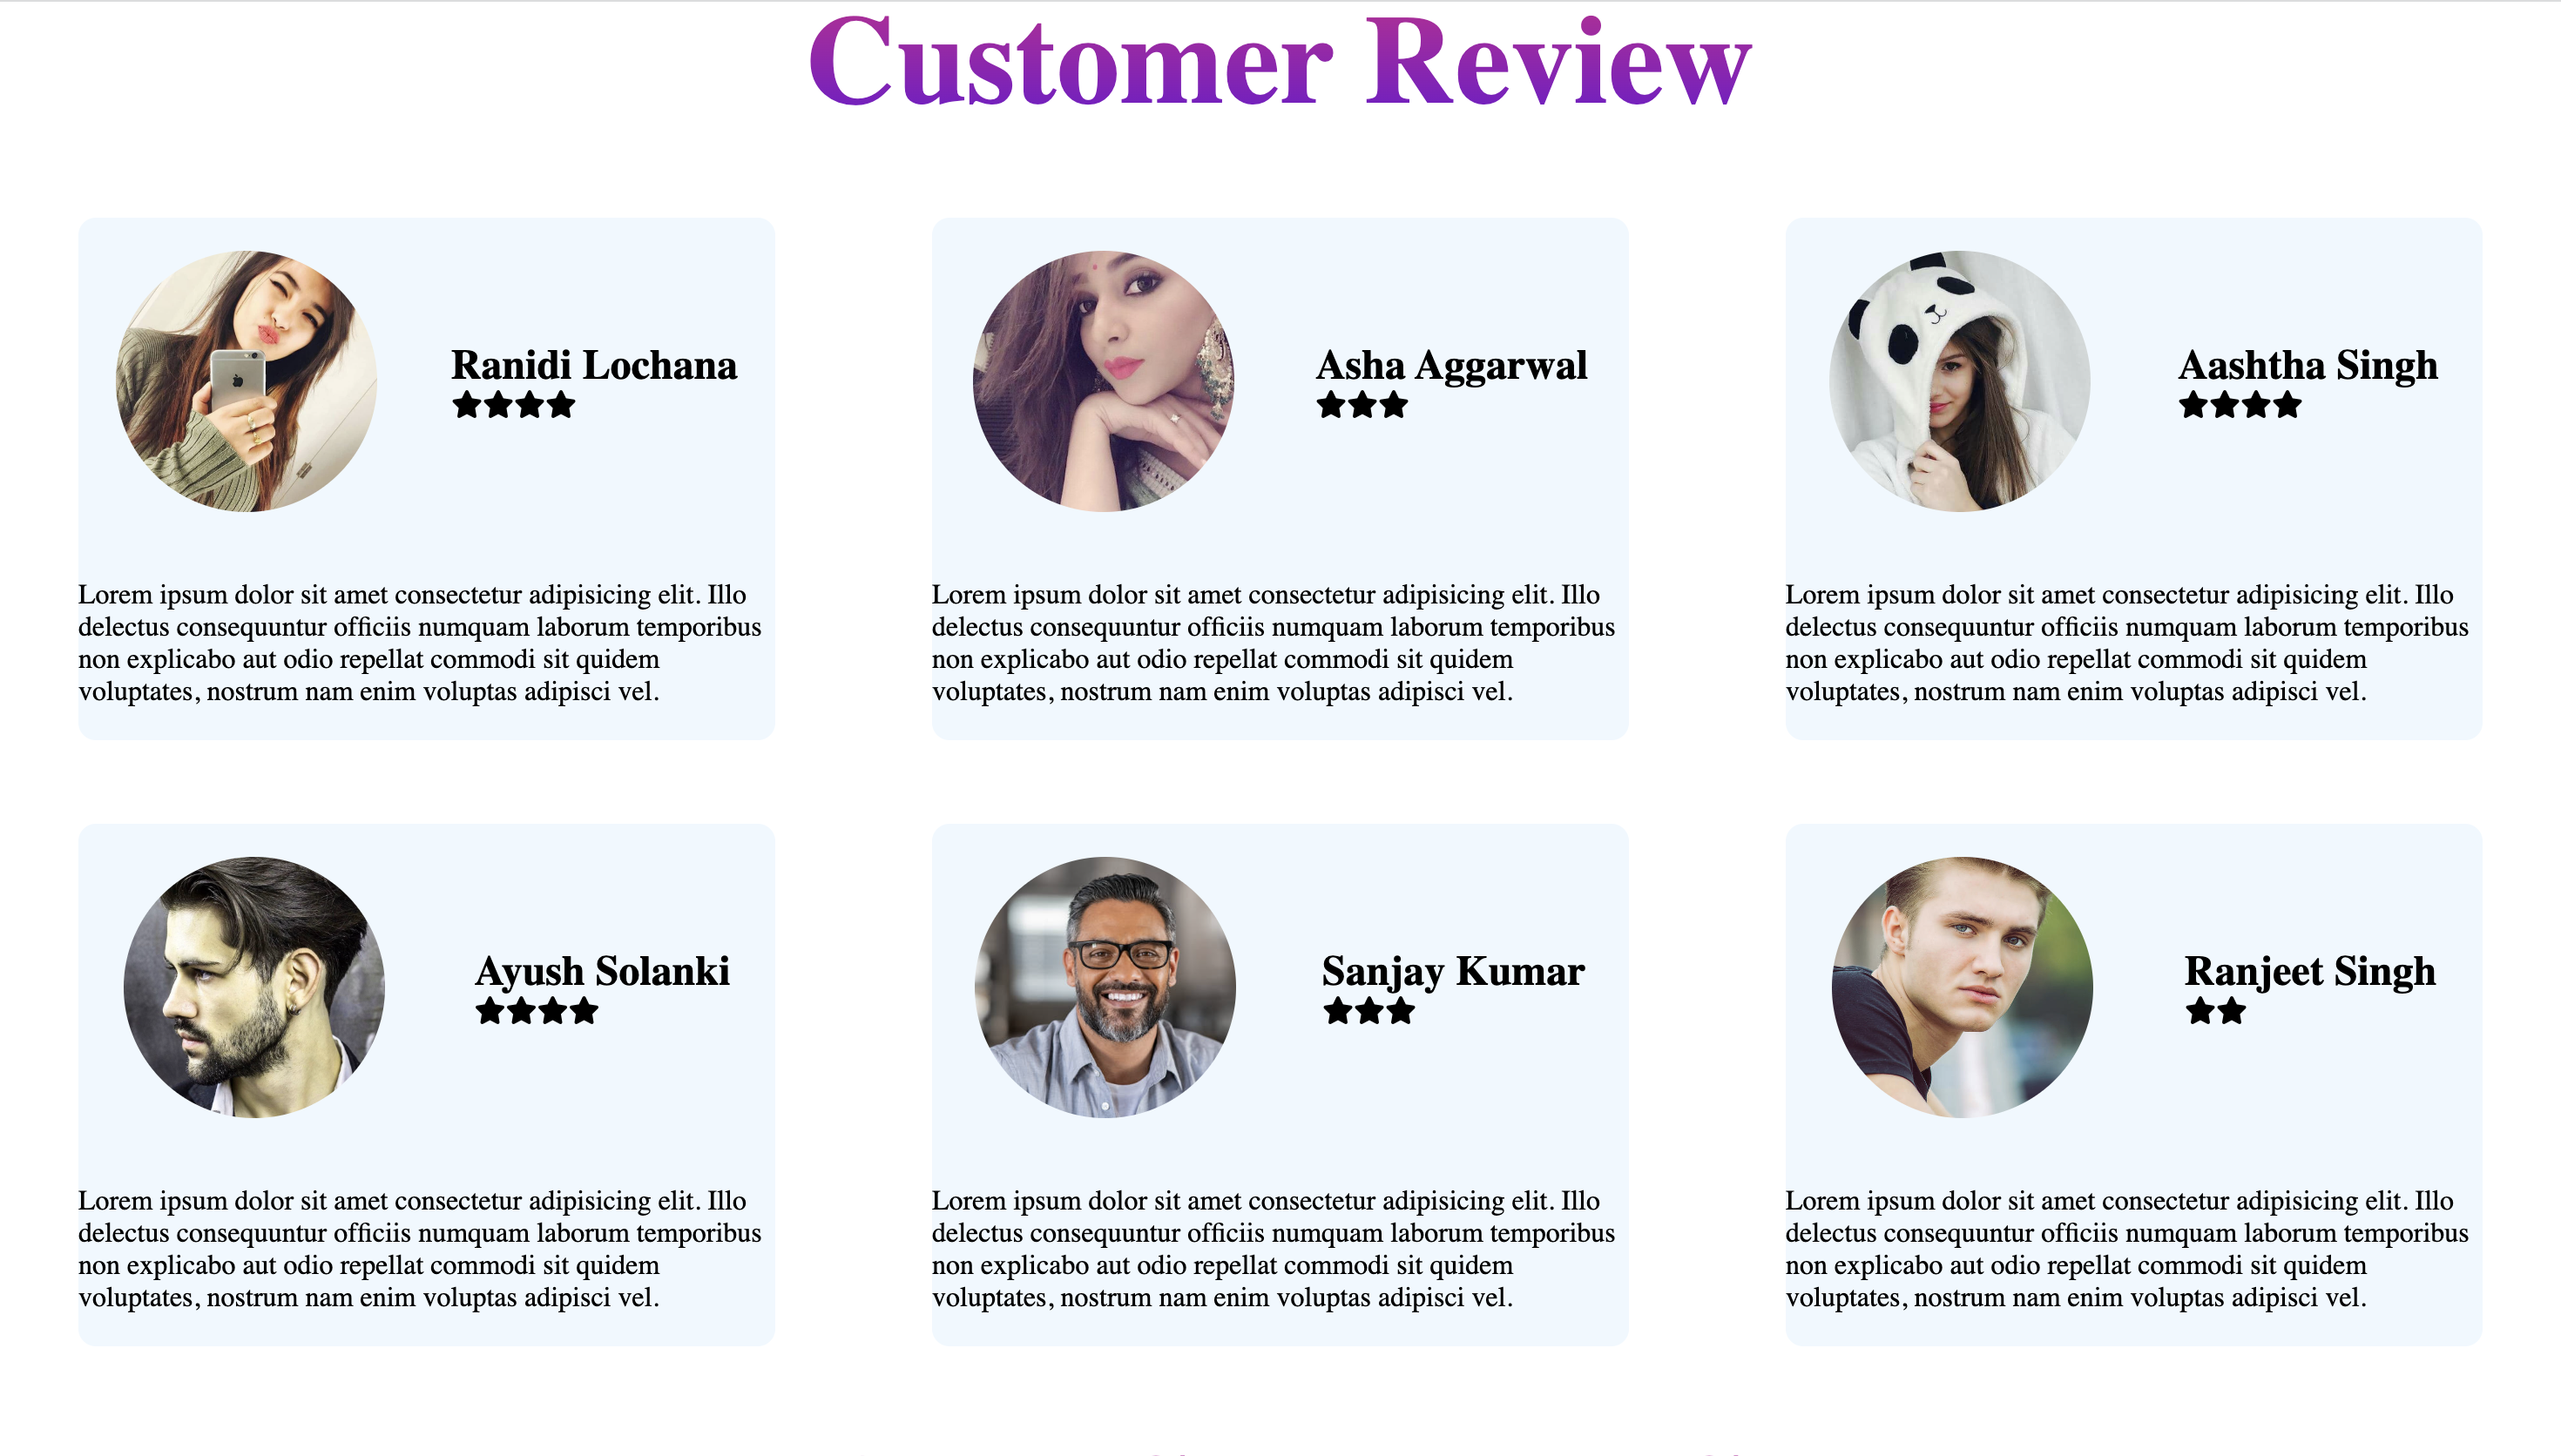 Customer Review
Ranidi Lochana
Lorem ipsum dolor sit amet consectetur adipisicing elit. Illo
delectus consequuntur officiis numquam laborum temporibus
non explicabo aut odio repellat commodi sit quidem
voluptates, nostrum nam enim voluptas adipisci vel.
Asha Aggarwal
Lorem ipsum dolor sit amet consectetur adipisicing elit. Illo
delectus consequuntur officiis numquam laborum temporibus
non explicabo aut odio repellat commodi sit quidem
voluptates, nostrum nam enim voluptas adipisci vel.
Aashtha Singh
Lorem ipsum dolor sit amet consectetur adipisicing elit. Illo
delectus consequuntur officiis numquam laborum temporibus
non explicabo aut odio repellat commodi sit quidem
voluptates, nostrum nam enim voluptas adipisci vel.
Ayush Solanki
Lorem ipsum dolor sit amet consectetur adipisicing elit. Illo
delectus consequuntur officiis numquam laborum temporibus
non explicabo aut odio repellat commodi sit quidem
voluptates, nostrum nam enim voluptas adipisci vel.
Sanjay Kumar
Lorem ipsum dolor sit amet consectetur adipisicing elit. Illo
delectus consequuntur officiis numquam laborum temporibus
non explicabo aut odio repellat commodi sit quidem
voluptates, nostrum nam enim voluptas adipisci vel.
Ranjeet Singh
Lorem ipsum dolor sit amet consectetur adipisicing elit. Illo
delectus consequuntur officiis numquam laborum temporibus
non explicabo aut odio repellat commodi sit quidem
voluptates, nostrum nam enim voluptas adipisci vel.